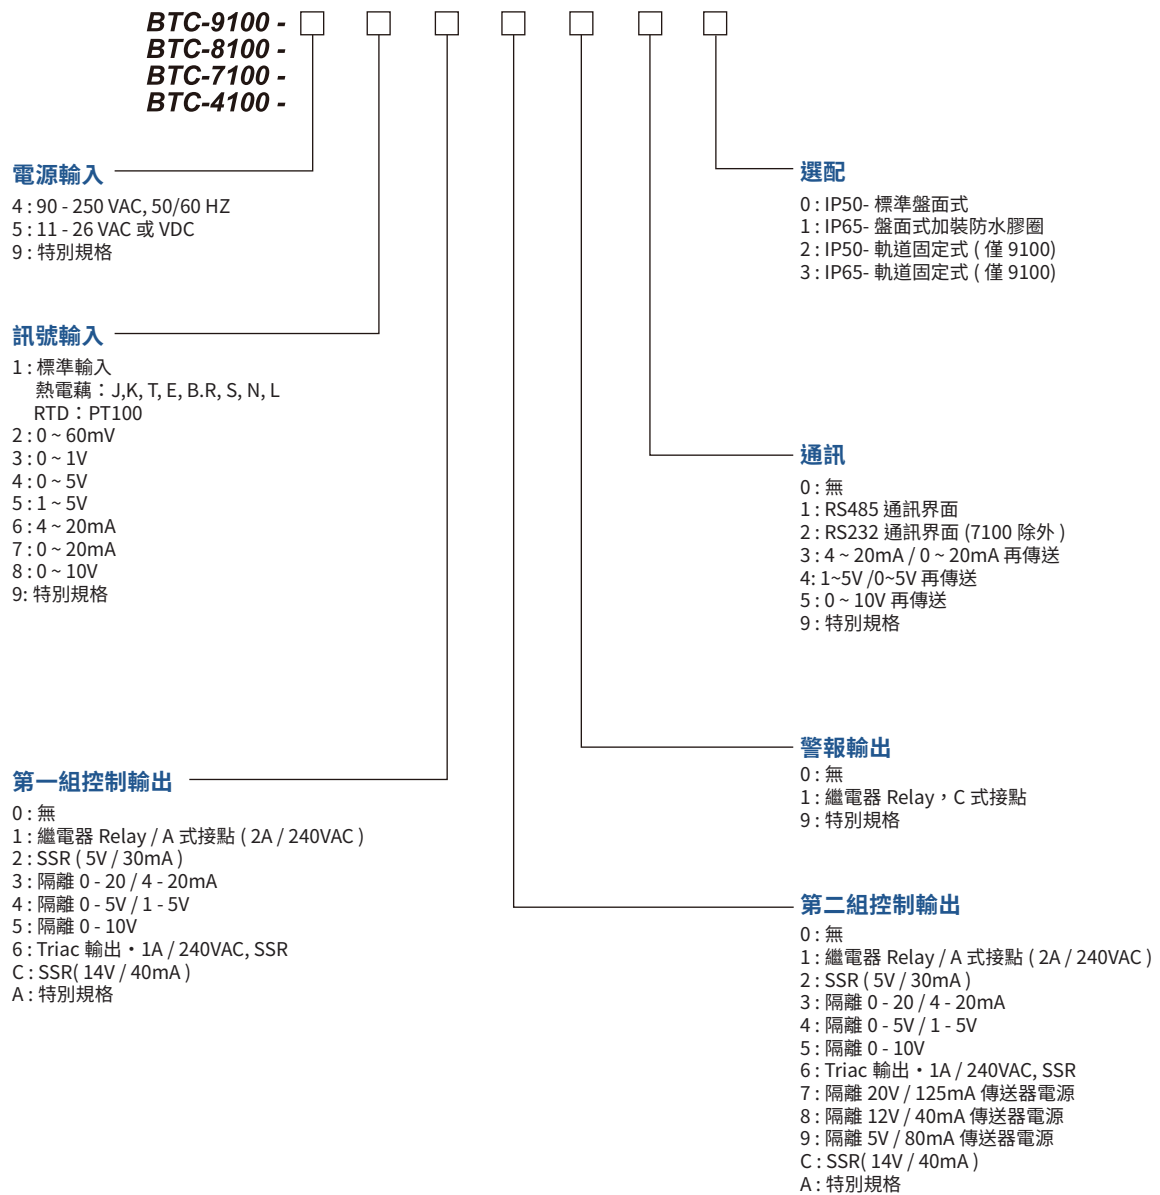 BTC-9100 -
BTC-8100 -
BTC-7100 -
BTC-4100 -
電源輸入
4 : 90 - 250 VAC, 50/60 HZ
5 : 11 - 26 VAC 或 VDC
9 : 特別規格
訊號輸入
1 : 標準輸入
熱電藕：J,K, T, E, B.R, S, N, L
RTD：PT100
2 : 0 ~ 60mV
3 : 0 ~ 1V
4 : 0 ~ 5V
5 : 1 ~ 5V
6 : 4 ~ 20mA
7 : 0 ~ 20mA
8 : 0 ~ 10V
9: 特別規格
第一組控制輸出
0 : 無
1 : 繼電器 Relay / A 式接點 ( 2A / 240VAC )
2 : SSR ( 5V / 30mA )
3 : 隔離 0 - 20 / 4 - 20mA
4 : 隔離 0 - 5V / 1 - 5V
5 : 隔離 0 - 10V
6 : Triac 輸出・1A / 240VAC, SSR
C : SSR( 14V / 40mA )
A : 特別規格
選配
0 : IP50- 標準盤面式
1 : IP65- 盤面式加裝防水膠圈
2 : IP50- 軌道固定式 ( 僅 9100)
3 : IP65- 軌道固定式 ( 僅 9100)
通訊
0 : 無
1 : RS485 通訊界面
2 : RS232 通訊界面 (7100 除外 )
3 : 4 ~ 20mA / 0 ~ 20mA 再傳送
4: 1~5V /0~5V 再傳送
5 : 0 ~ 10V 再傳送
9 : 特別規格
警報輸出
0 : 無
1 : 繼電器 Relay，C 式接點
9 : 特別規格
第二組控制輸出
0 : 無
1 : 繼電器 Relay / A 式接點 ( 2A / 240VAC )
2 : SSR ( 5V / 30mA )
3 : 隔離 0 - 20 / 4 - 20mA
4 : 隔離 0 - 5V / 1 - 5V
5 : 隔離 0 - 10V
6 : Triac 輸出・1A / 240VAC, SSR
7 : 隔離 20V / 125mA 傳送器電源
8 : 隔離 12V / 40mA 傳送器電源
9 : 隔離 5V / 80mA 傳送器電源
C : SSR( 14V / 40mA )
A : 特別規格